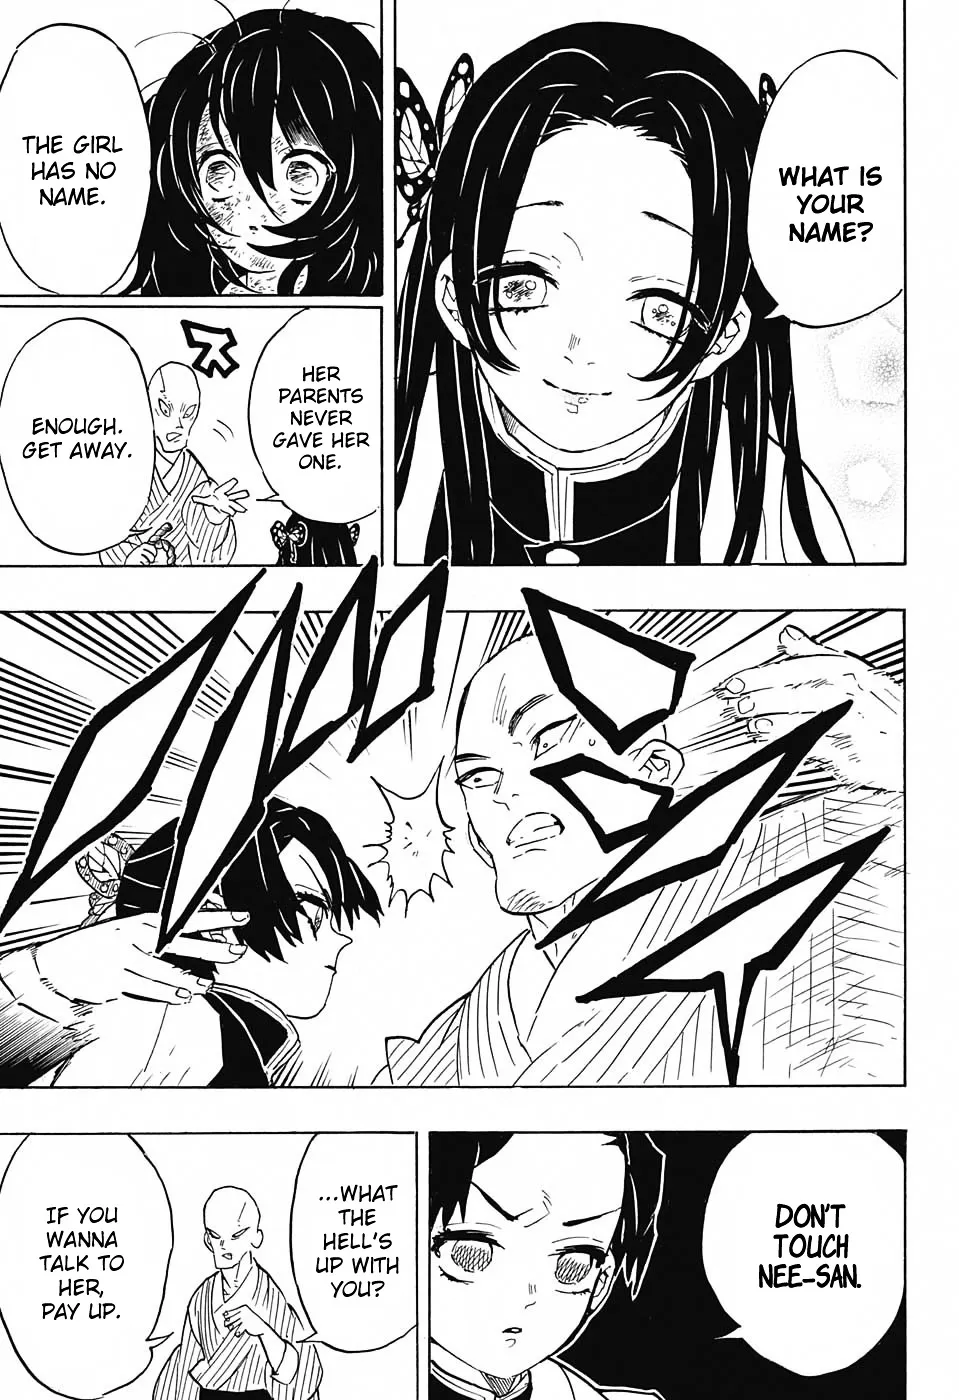 WHAT IS
YOUR
NAME?
THE GIRL
HAS NO
NAME.
HER
PARENTS
NEVER
GAVE HER
ONE.
ENOUGH.
GET AWAY.
DON'T
TOUCH
NEE-SAN.
...WHAT
THE
HELL'S
UP WITH
YOU?
IF YOU
WANNA
TALK TO
HER,
PAY UP.